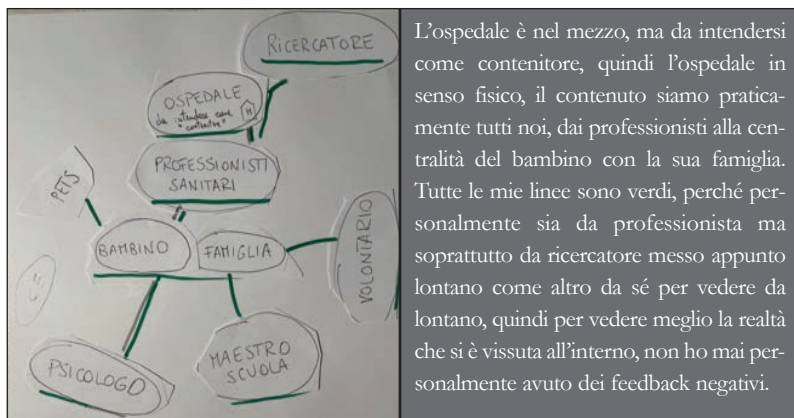 RICERCATORE
OSPEDALE
da intendere come
"contenitore"
H
PROFESSIONISTI
SANITARI
PETS
BAMBINO
FAMIGLIA
VOLONTARIO
PSICOLOGO
MAESTRO
SCUOLA
L’ospedale è nel mezzo, ma da intendersi
come contenitore, quindi l’ospedale in
senso fisico, il contenuto siamo pratica-
mente tutti noi, dai professionisti alla cen-
tralità del bambino con la sua famiglia.
Tutte le mie linee sono verdi, perché per-
sonalmente sia da professionista ma
soprattutto da ricercatore messo appunto
lontano come altro da sé per vedere da
lontano, quindi per vedere meglio la realtà
che si è vissuta all’interno, non ho mai per-
sonalmente avuto dei feedback negativi.